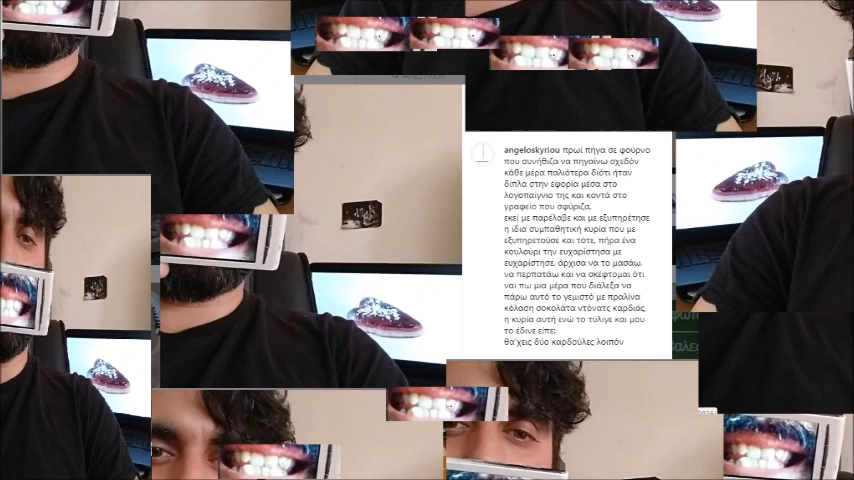 angeloskyriou πρωί πήγα σε φούρνο
που συνήθιζα να πηγαίνω σχεδόν
κάθε μέρα παλιότερα διότι ήταν
δίπλα στην εφορία μέσα στο
λογοπαίγνιο της και κοντά στο
γραφείο που σφύριζα,
εκεί με παρέλαβε και με εξυπηρέτησε
η ίδια συμπαθητική κυρία που με
εξυπηρετούσε και τότε, πήρα ένα
κουλούρι την ευχαρίστησα με
ευχαρίστησε, άρχισα να το μασάω,
να περπατάω και να σκέφτομαι ότι
ναι πω μια μέρα που διάλεξα να
πάρω αυτό το γεμιστό με πραλίνα
κόλαση σοκολάτα ντόνατς καρδιάς,
η κυρία αυτή ενώ το τύλιγε και μου
το έδινε είπε:
θα'χεις δύο καρδούλες λοιπόν